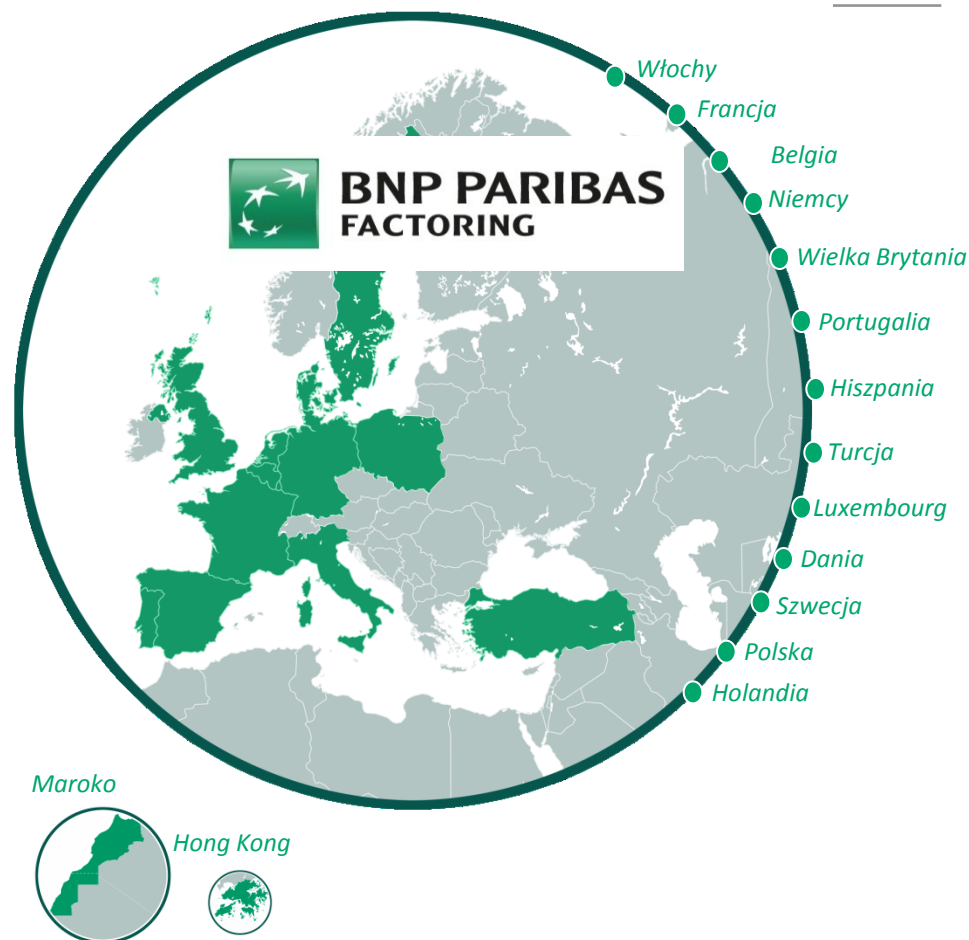 Włochy
Francja
BNP PARIBAS
FACTORING
Belgia
Niemcy
Wielka Brytania
Portugalia
Hiszpania
Turcja
Luxembourg
Dania
Szwecja
Polska
Holandia
Maroko
Hong Kong